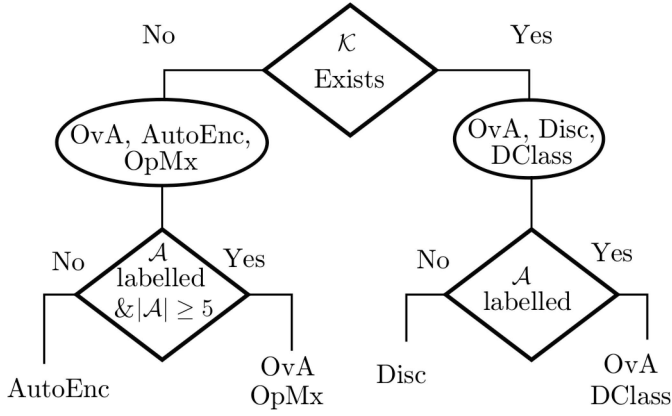 No
𝒦
Exists
Yes
OvA, AutoEnc,
OpMx
OvA, Disc,
DClass
No
𝒜
labelled
&|𝒜| ≥ 5
Yes
No
𝒜
labelled
Yes
AutoEnc
OvA
OpMx
Disc
OvA
DClass